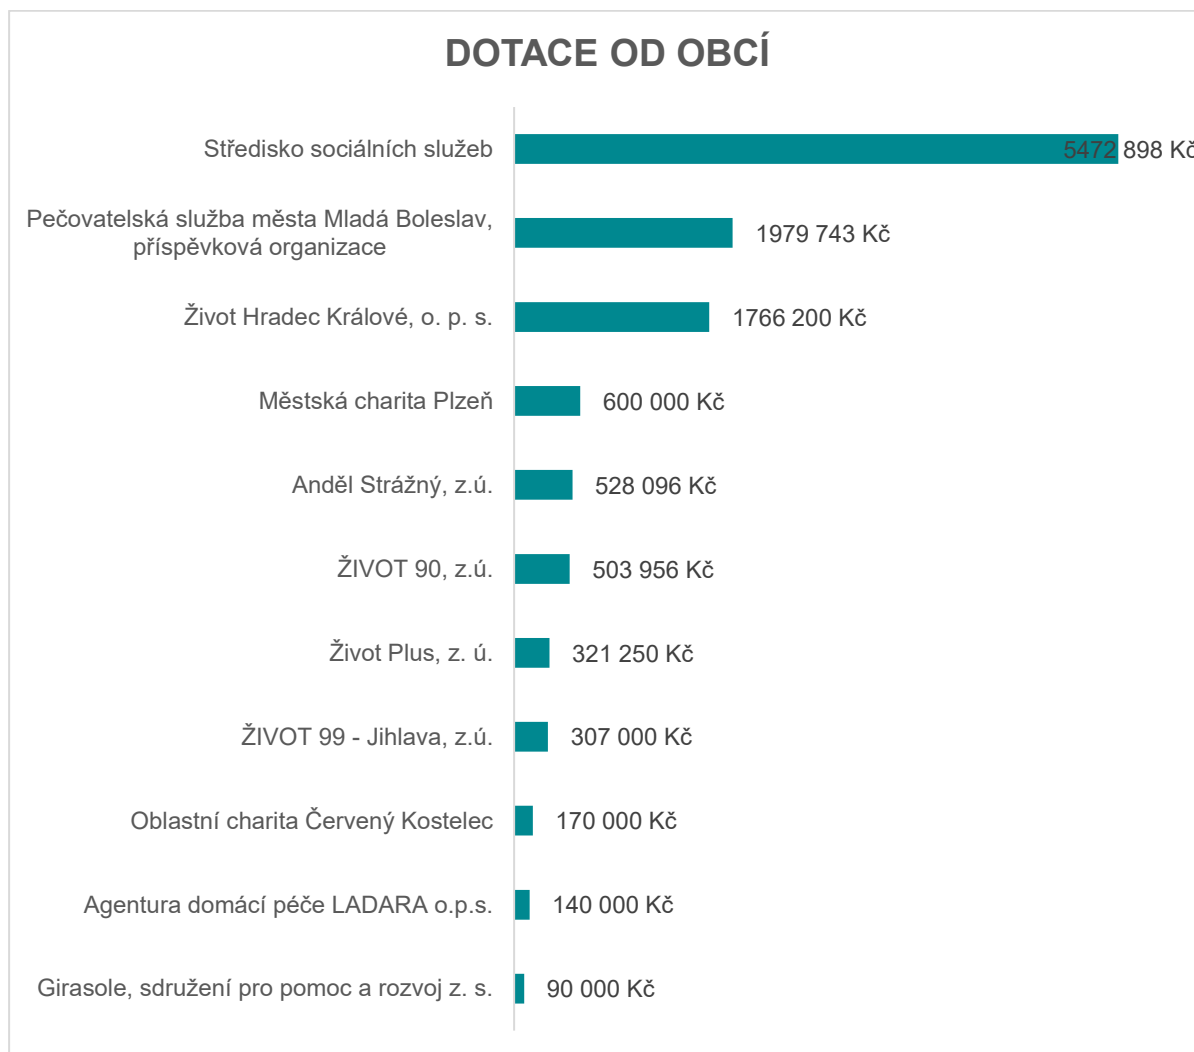 DOTACE OD OBCÍ
Středisko sociálních služeb
5472 898 Kč
Pečovatelská služba města Mladá Boleslav,
příspěvková organizace
1979 743 Kč
Život Hradec Králové, o. p. s.
1766 200 Kč
Městská charita Plzeň
600 000 Kč
Anděl Strážný, z.ú.
528 096 Kč
ŽIVOT 90, z.ú.
503 956 Kč
Život Plus, z. ú.
321 250 Kč
ŽIVOT 99 - Jihlava, z.ú.
307 000 Kč
Oblastní charita Červený Kostelec
170 000 Kč
Agentura domácí péče LADARA o.p.s.
140 000 Kč
Girasole, sdružení pro pomoc a rozvoj z. s.
90 000 Kč